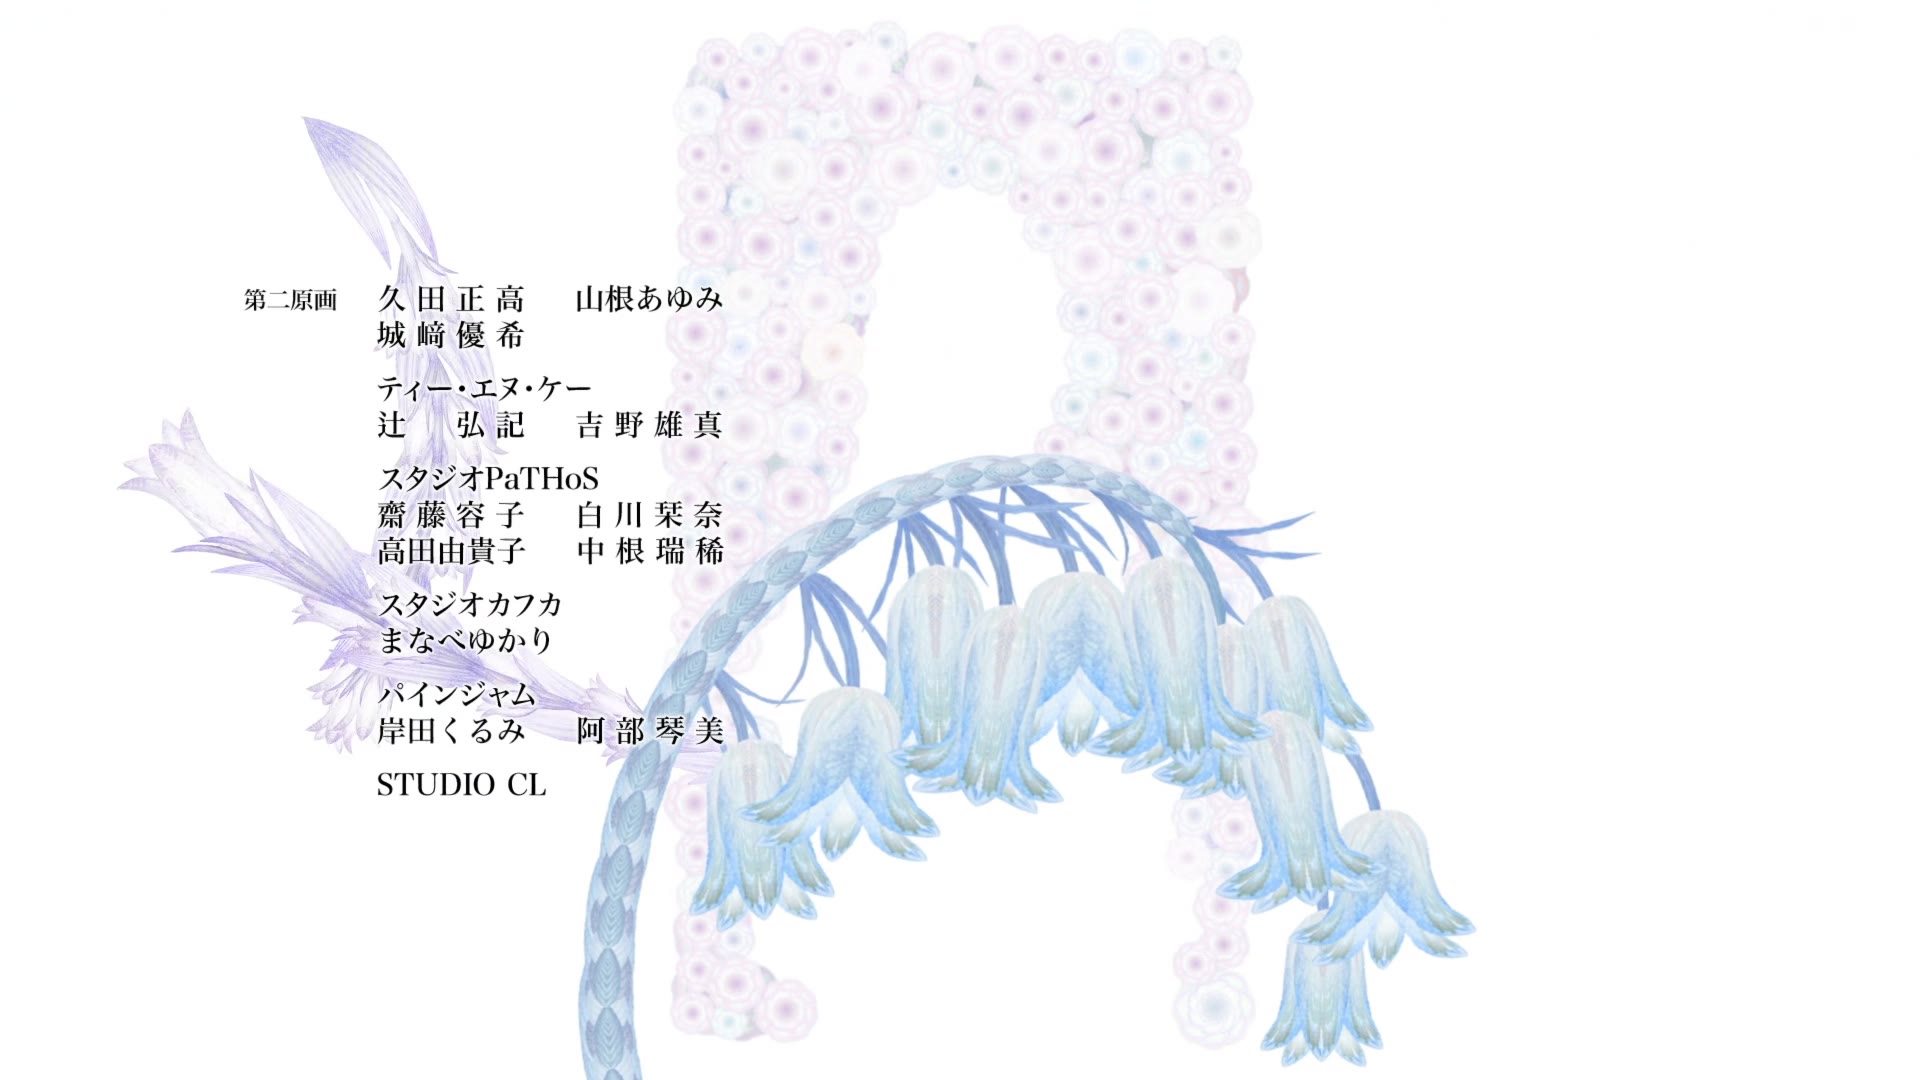 第二原画 久田正高 山根あゆみ
城﨑優希
ティー・エヌ・ケー
辻 弘記 吉野雄真
スタジオPaTHoS
齋藤容子 白川栞奈
高田由貴子 中根瑞稀
スタジオカフカ
まなべゆかり
パインジャム
岸田くるみ 阿部琴美
STUDIO CL